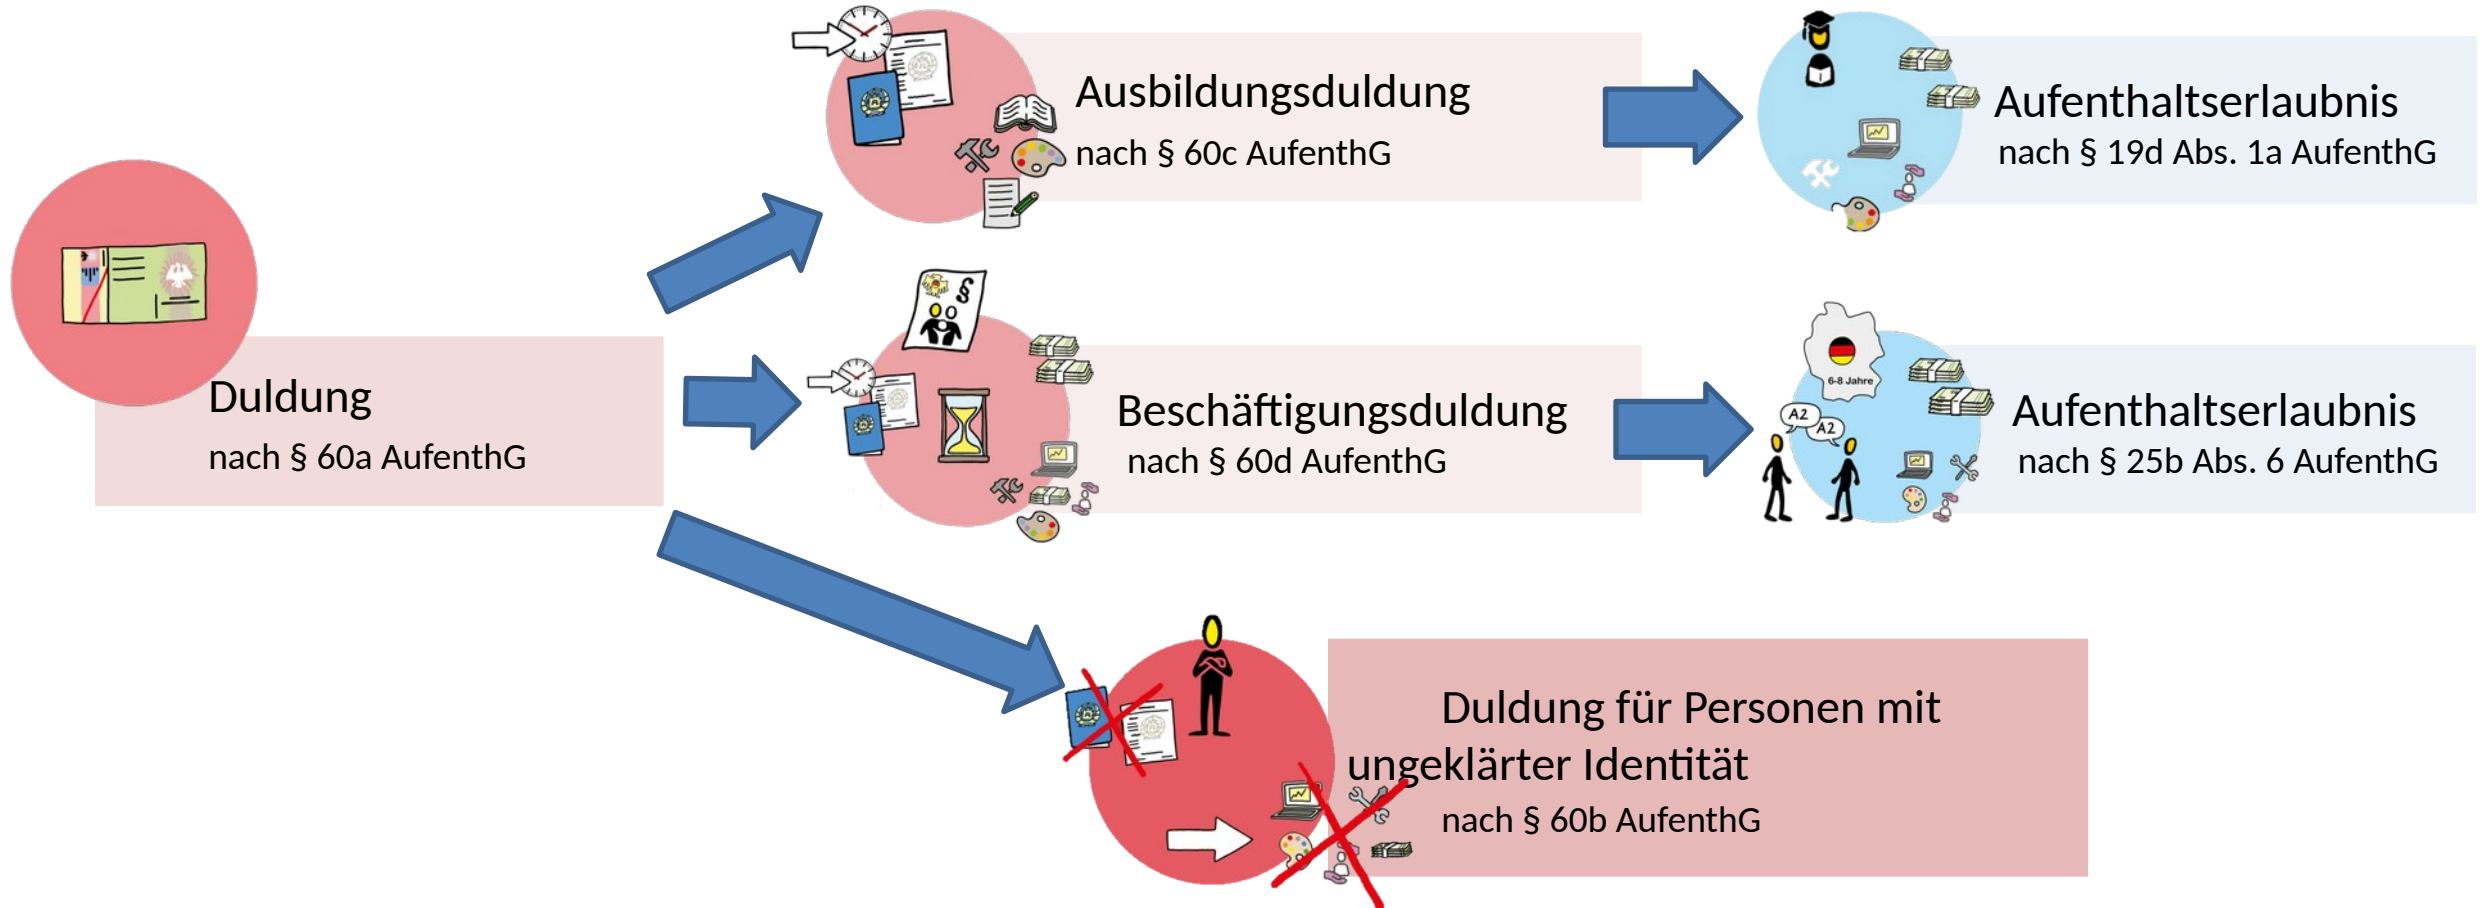 Ausbildungsduldung
nach § 60c AufenthG
Aufenthaltserlaubnis
nach § 19d Abs. 1a AufenthG
Duldung
nach § 60a AufenthG
§
Beschäftigungsduldung
nach § 60d AufenthG
6-8 Jahre
A2
A2
Aufenthaltserlaubnis
nach § 25b Abs. 6 AufenthG
Duldung für Personen mit
ungeklärter Identität
nach § 60b AufenthG